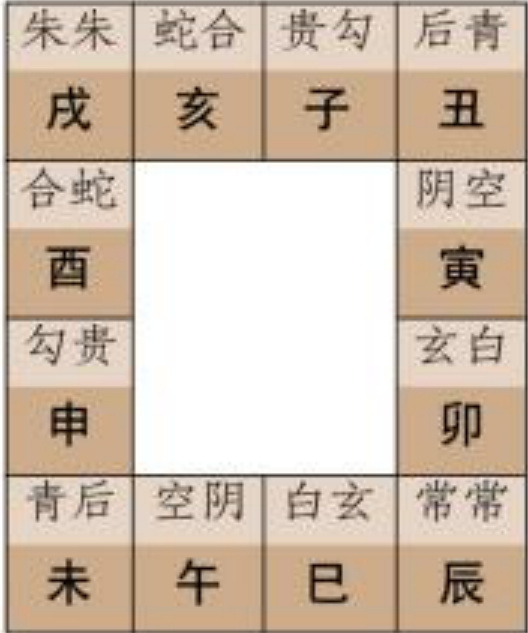 朱朱 蛇合 贵勾 后青
戌 亥 子 丑
合蛇 阴空
酉 寅
勾贵 玄白
申 卯
青后 空阴 白玄 常常
未 午 巳 辰